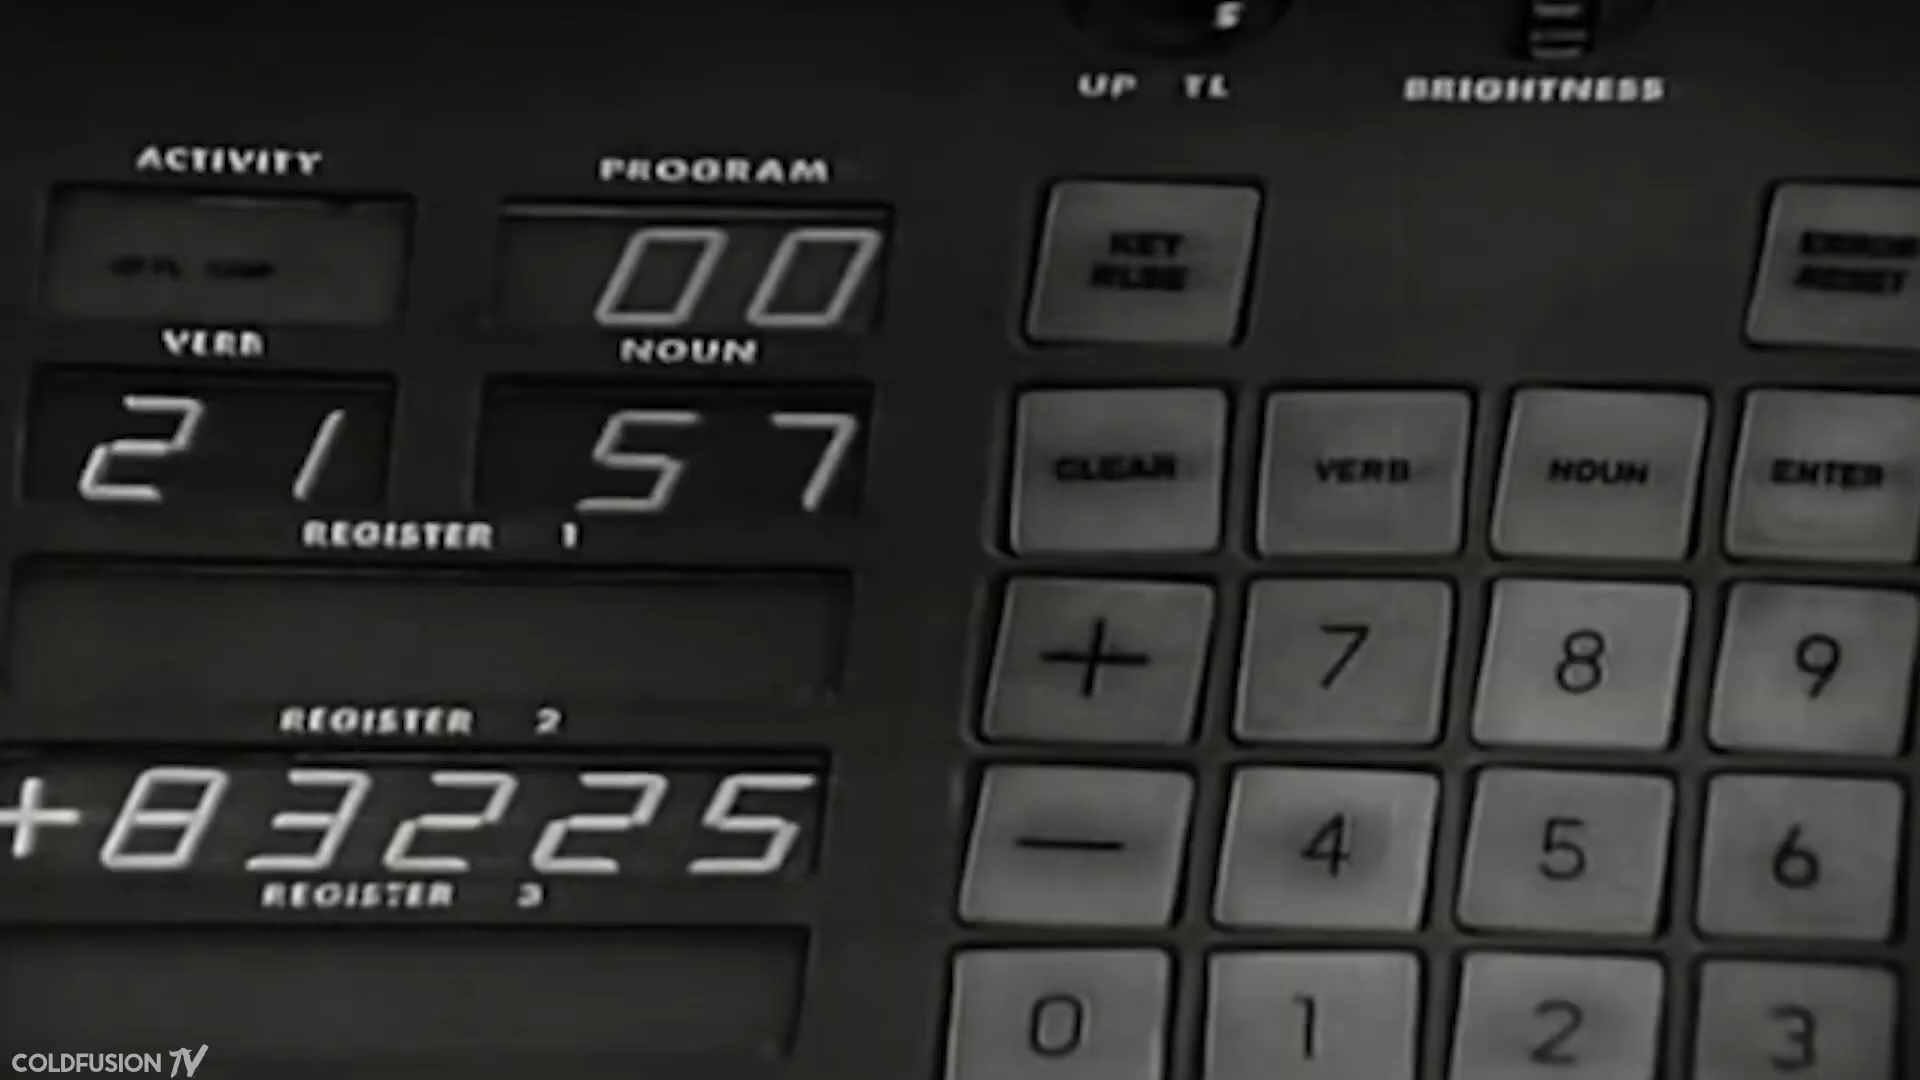 5
UP TL BRIGHTNESS
ACTIVITY PROGRAM
00
KEY RLSE
ERROR RESET
VERB NOUN
21 57
CLEAR VERB NOUN ENTER
REGISTER 1
+ 7 8 9
REGISTER 2
+83225
— 4 5 6
REGISTER 3
0 1 2 3
COLDFUSION TV